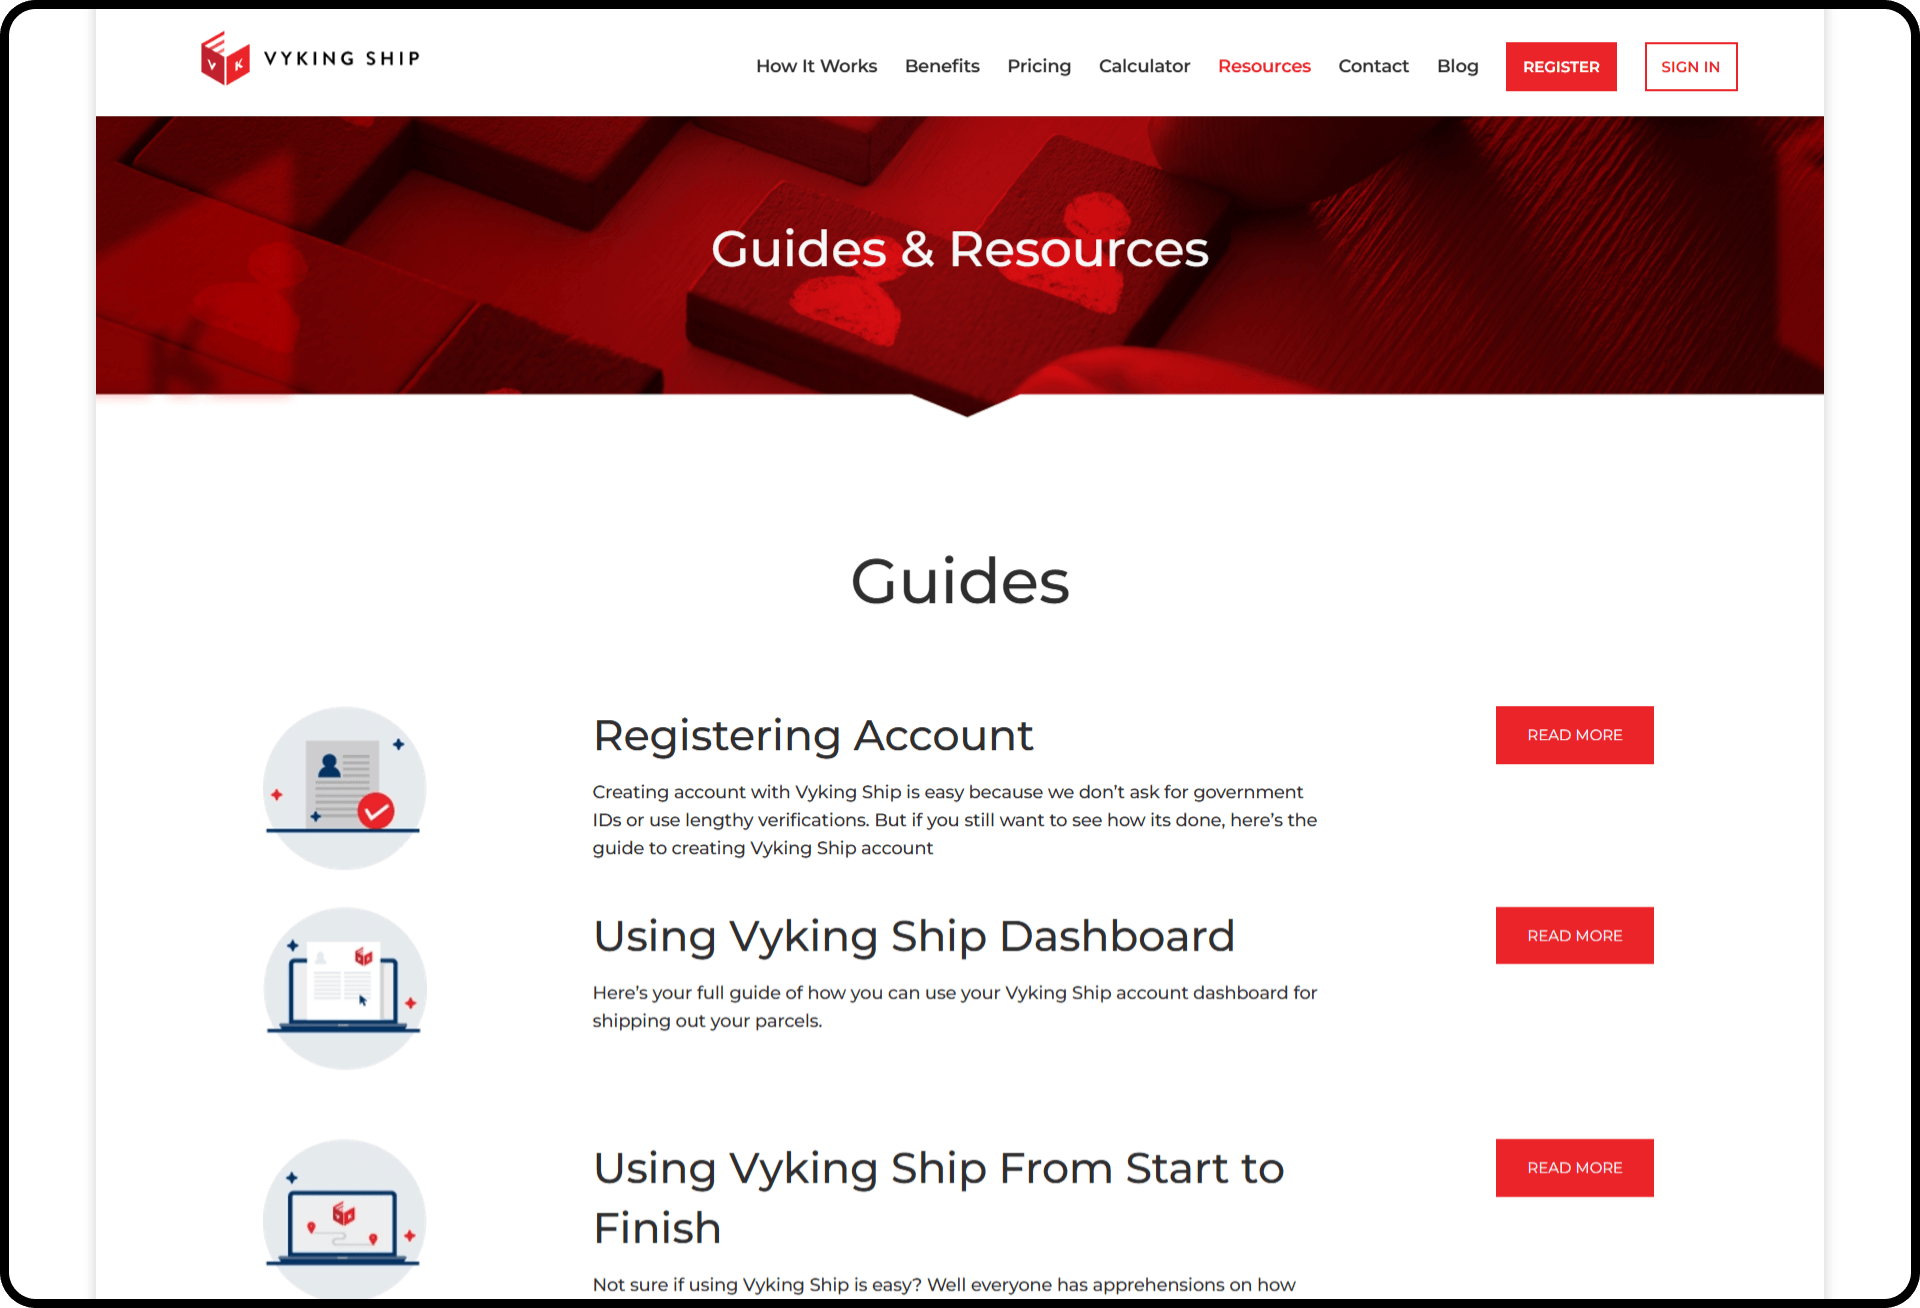 VYKING SHIP
How It Works Benefits Pricing Calculator Resources Contact Blog REGISTER SIGN IN
Guides & Resources
Guides
Registering Account
READ MORE
Creating account with Vyking Ship is easy because we don’t ask for government
IDs or use lengthy verifications. But if you still want to see how its done, here’s the
guide to creating Vyking Ship account
Using Vyking Ship Dashboard
READ MORE
Here’s your full guide of how you can use your Vyking Ship account dashboard for
shipping out your parcels.
Using Vyking Ship From Start to
Finish
READ MORE
Not sure if using Vyking Ship is easy? Well everyone has apprehensions on how